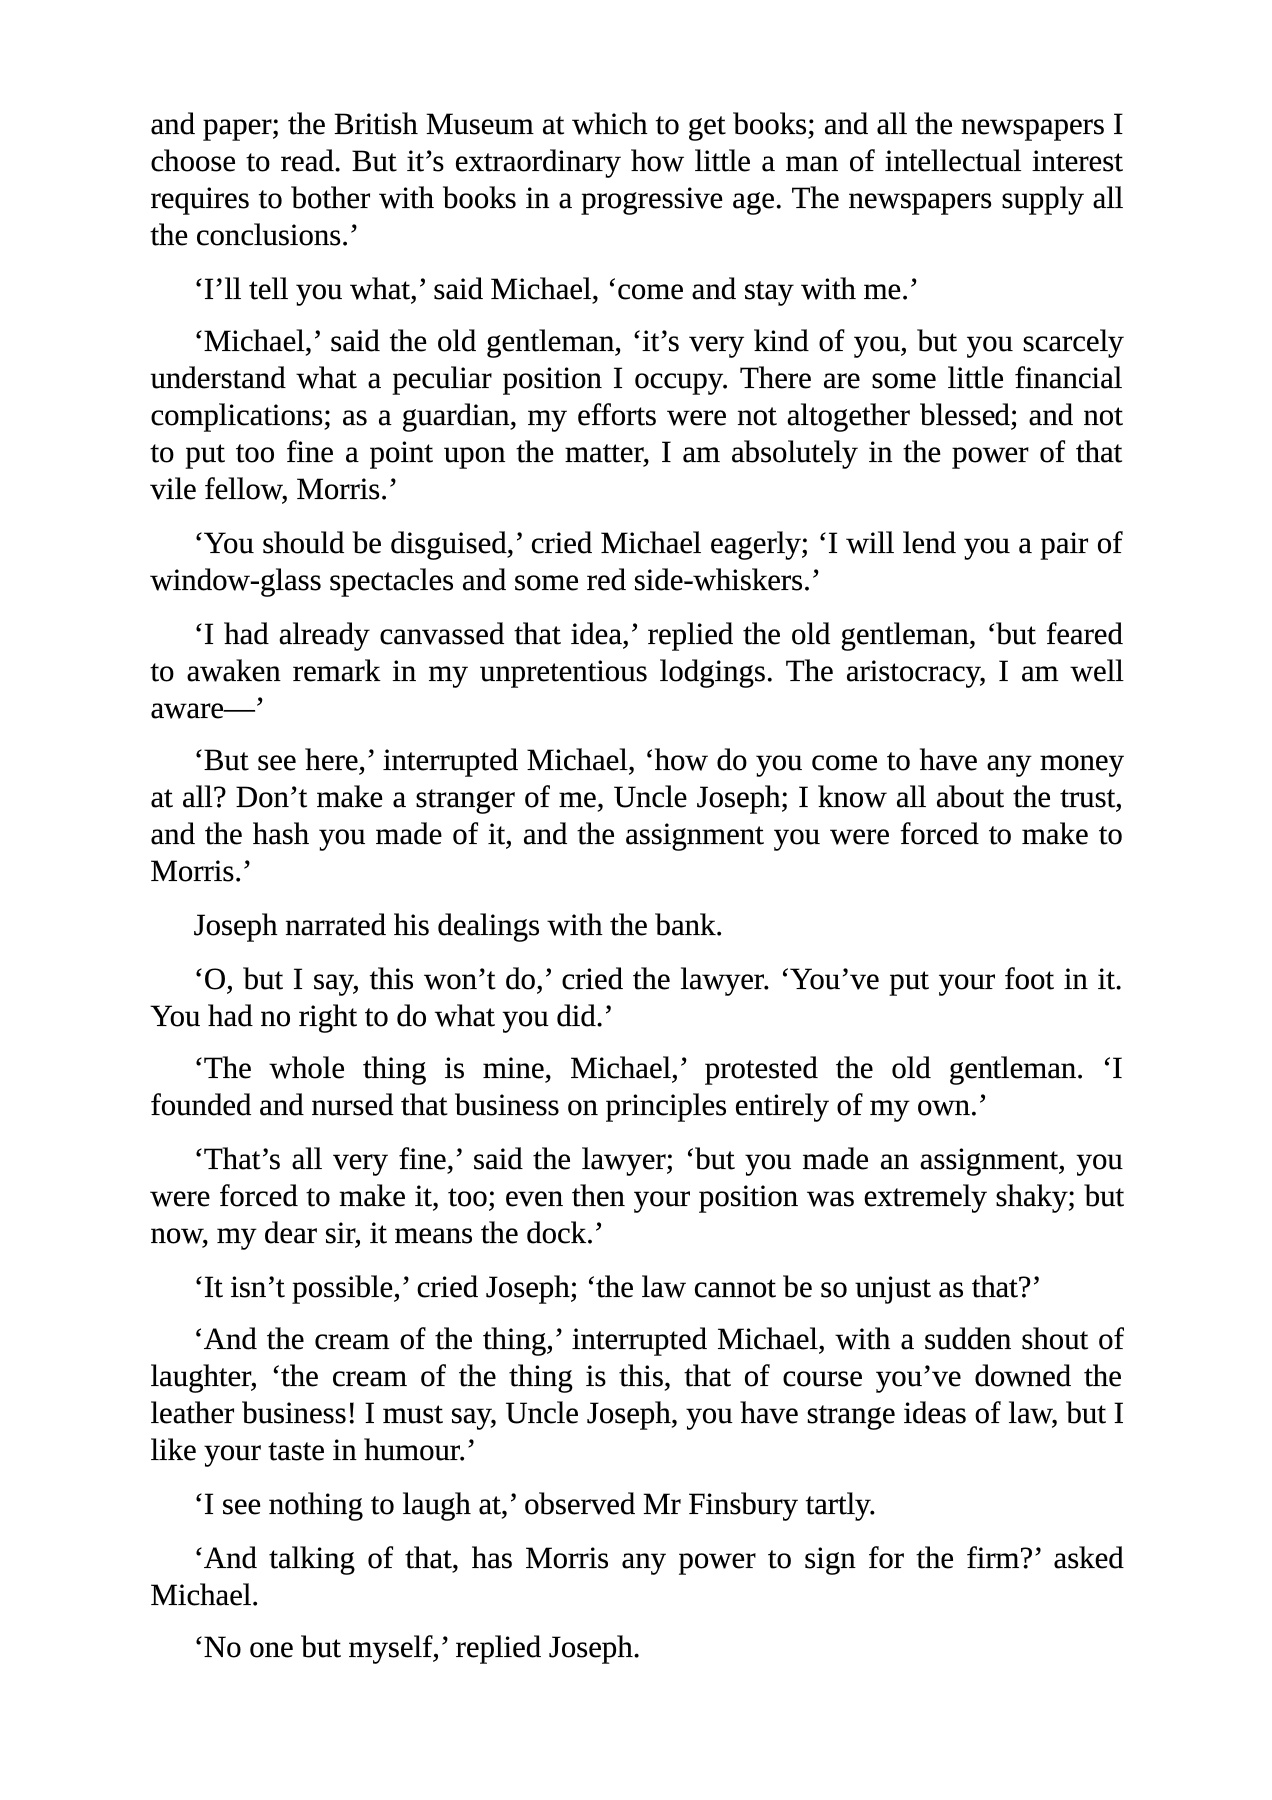 and paper; the British Museum at which to get books; and all the newspapers I
choose to read. But it’s extraordinary how little a man of intellectual interest
requires to bother with books in a progressive age. The newspapers supply all
the conclusions.’
‘I’ll tell you what,’ said Michael, ‘come and stay with me.’
‘Michael,’ said the old gentleman, ‘it’s very kind of you, but you scarcely
understand what a peculiar position I occupy. There are some little financial
complications; as a guardian, my efforts were not altogether blessed; and not
to put too fine a point upon the matter, I am absolutely in the power of that
vile fellow, Morris.’
‘You should be disguised,’ cried Michael eagerly; ‘I will lend you a pair of
window-glass spectacles and some red side-whiskers.’
‘I had already canvassed that idea,’ replied the old gentleman, ‘but feared
to awaken remark in my unpretentious lodgings. The aristocracy, I am well
aware—’
‘But see here,’ interrupted Michael, ‘how do you come to have any money
at all? Don’t make a stranger of me, Uncle Joseph; I know all about the trust,
and the hash you made of it, and the assignment you were forced to make to
Morris.’
Joseph narrated his dealings with the bank.
‘O, but I say, this won’t do,’ cried the lawyer. ‘You’ve put your foot in it.
You had no right to do what you did.’
‘The whole thing is mine, Michael,’ protested the old gentleman. ‘I
founded and nursed that business on principles entirely of my own.’
‘That’s all very fine,’ said the lawyer; ‘but you made an assignment, you
were forced to make it, too; even then your position was extremely shaky; but
now, my dear sir, it means the dock.’
‘It isn’t possible,’ cried Joseph; ‘the law cannot be so unjust as that?’
‘And the cream of the thing,’ interrupted Michael, with a sudden shout of
laughter, ‘the cream of the thing is this, that of course you’ve downed the
leather business! I must say, Uncle Joseph, you have strange ideas of law, but I
like your taste in humour.’
‘I see nothing to laugh at,’ observed Mr Finsbury tartly.
‘And talking of that, has Morris any power to sign for the firm?’ asked
Michael.
‘No one but myself,’ replied Joseph.